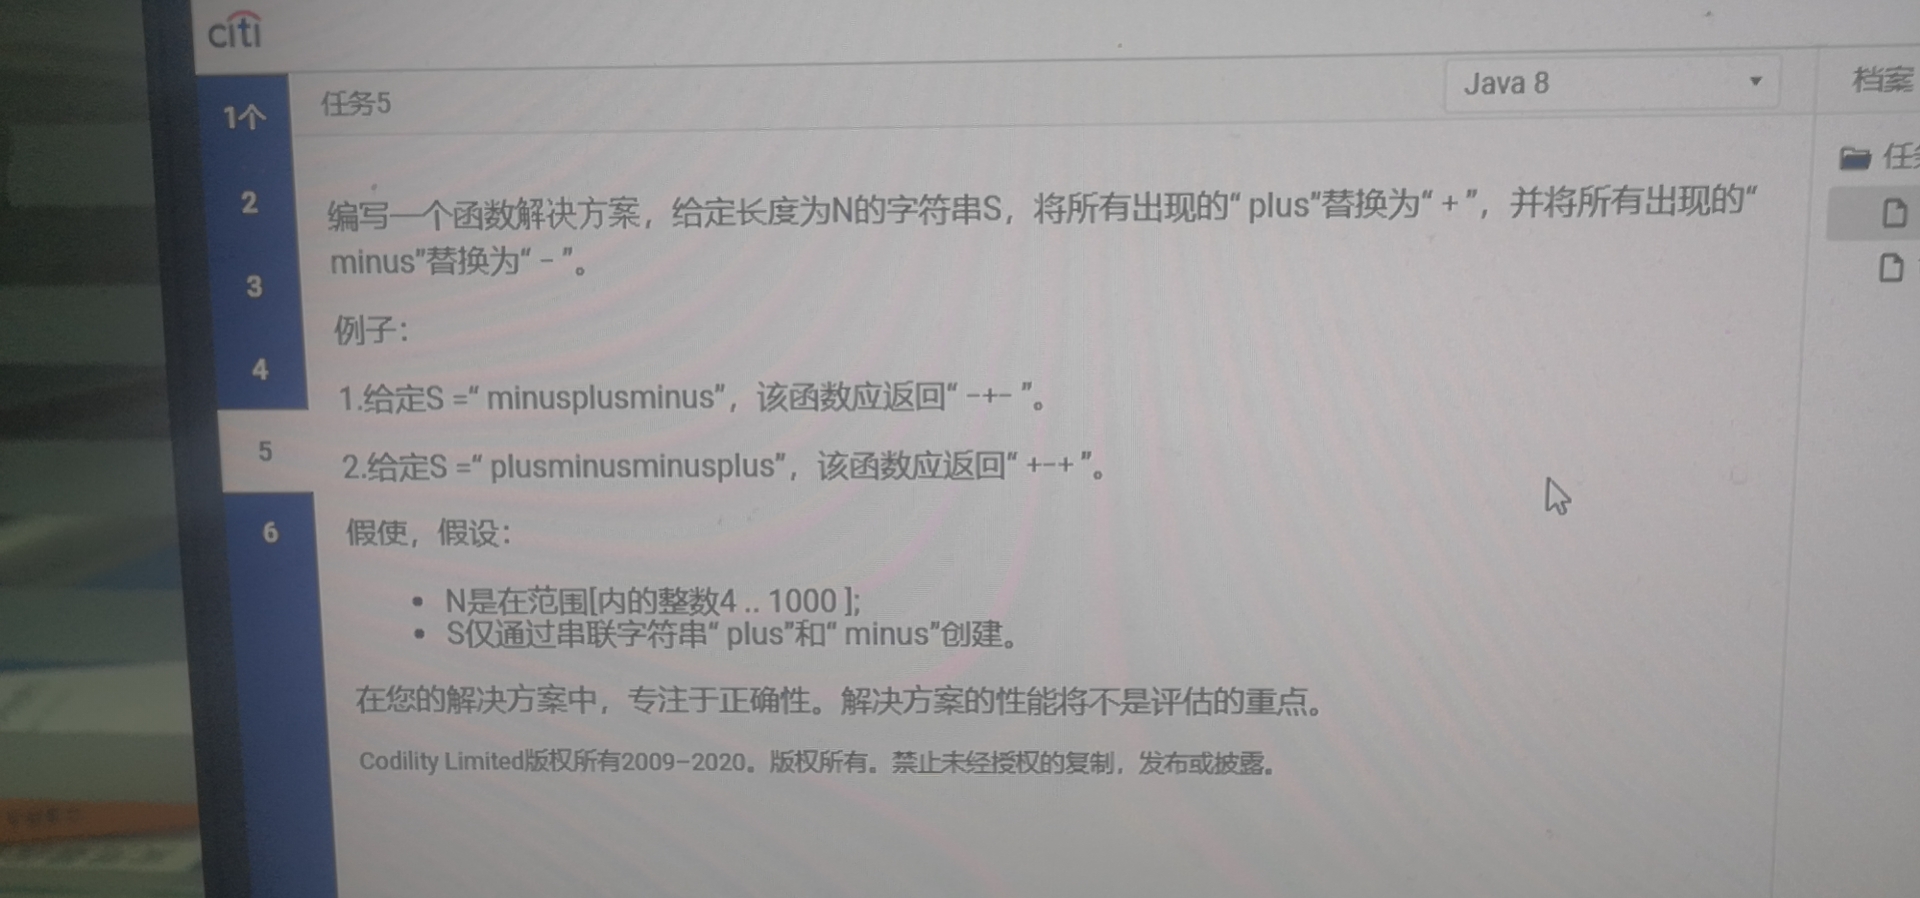 citi
任务5
Java 8
档案
1个
2
3
4
5
6
编写一个函数解决方案，给定长度为N的字符串S，将所有出现的“ plus”替换为“ + ”，并将所有出现的“
minus”替换为“ - ”。
例子：
1.给定S =“ minusplusminus”，该函数应返回“ -+- ”。
2.给定S =“ plusminusminusplus”，该函数应返回“ +--+ ”。
假使，假设：
• N是在范围[内的整数4 .. 1000 ];
• S仅通过串联字符串“ plus”和“ minus”创建。
在您的解决方案中，专注于正确性。解决方案的性能将不是评估的重点。
Codility Limited版权所有2009–2020。版权所有。禁止未经授权的复制，发布或披露。